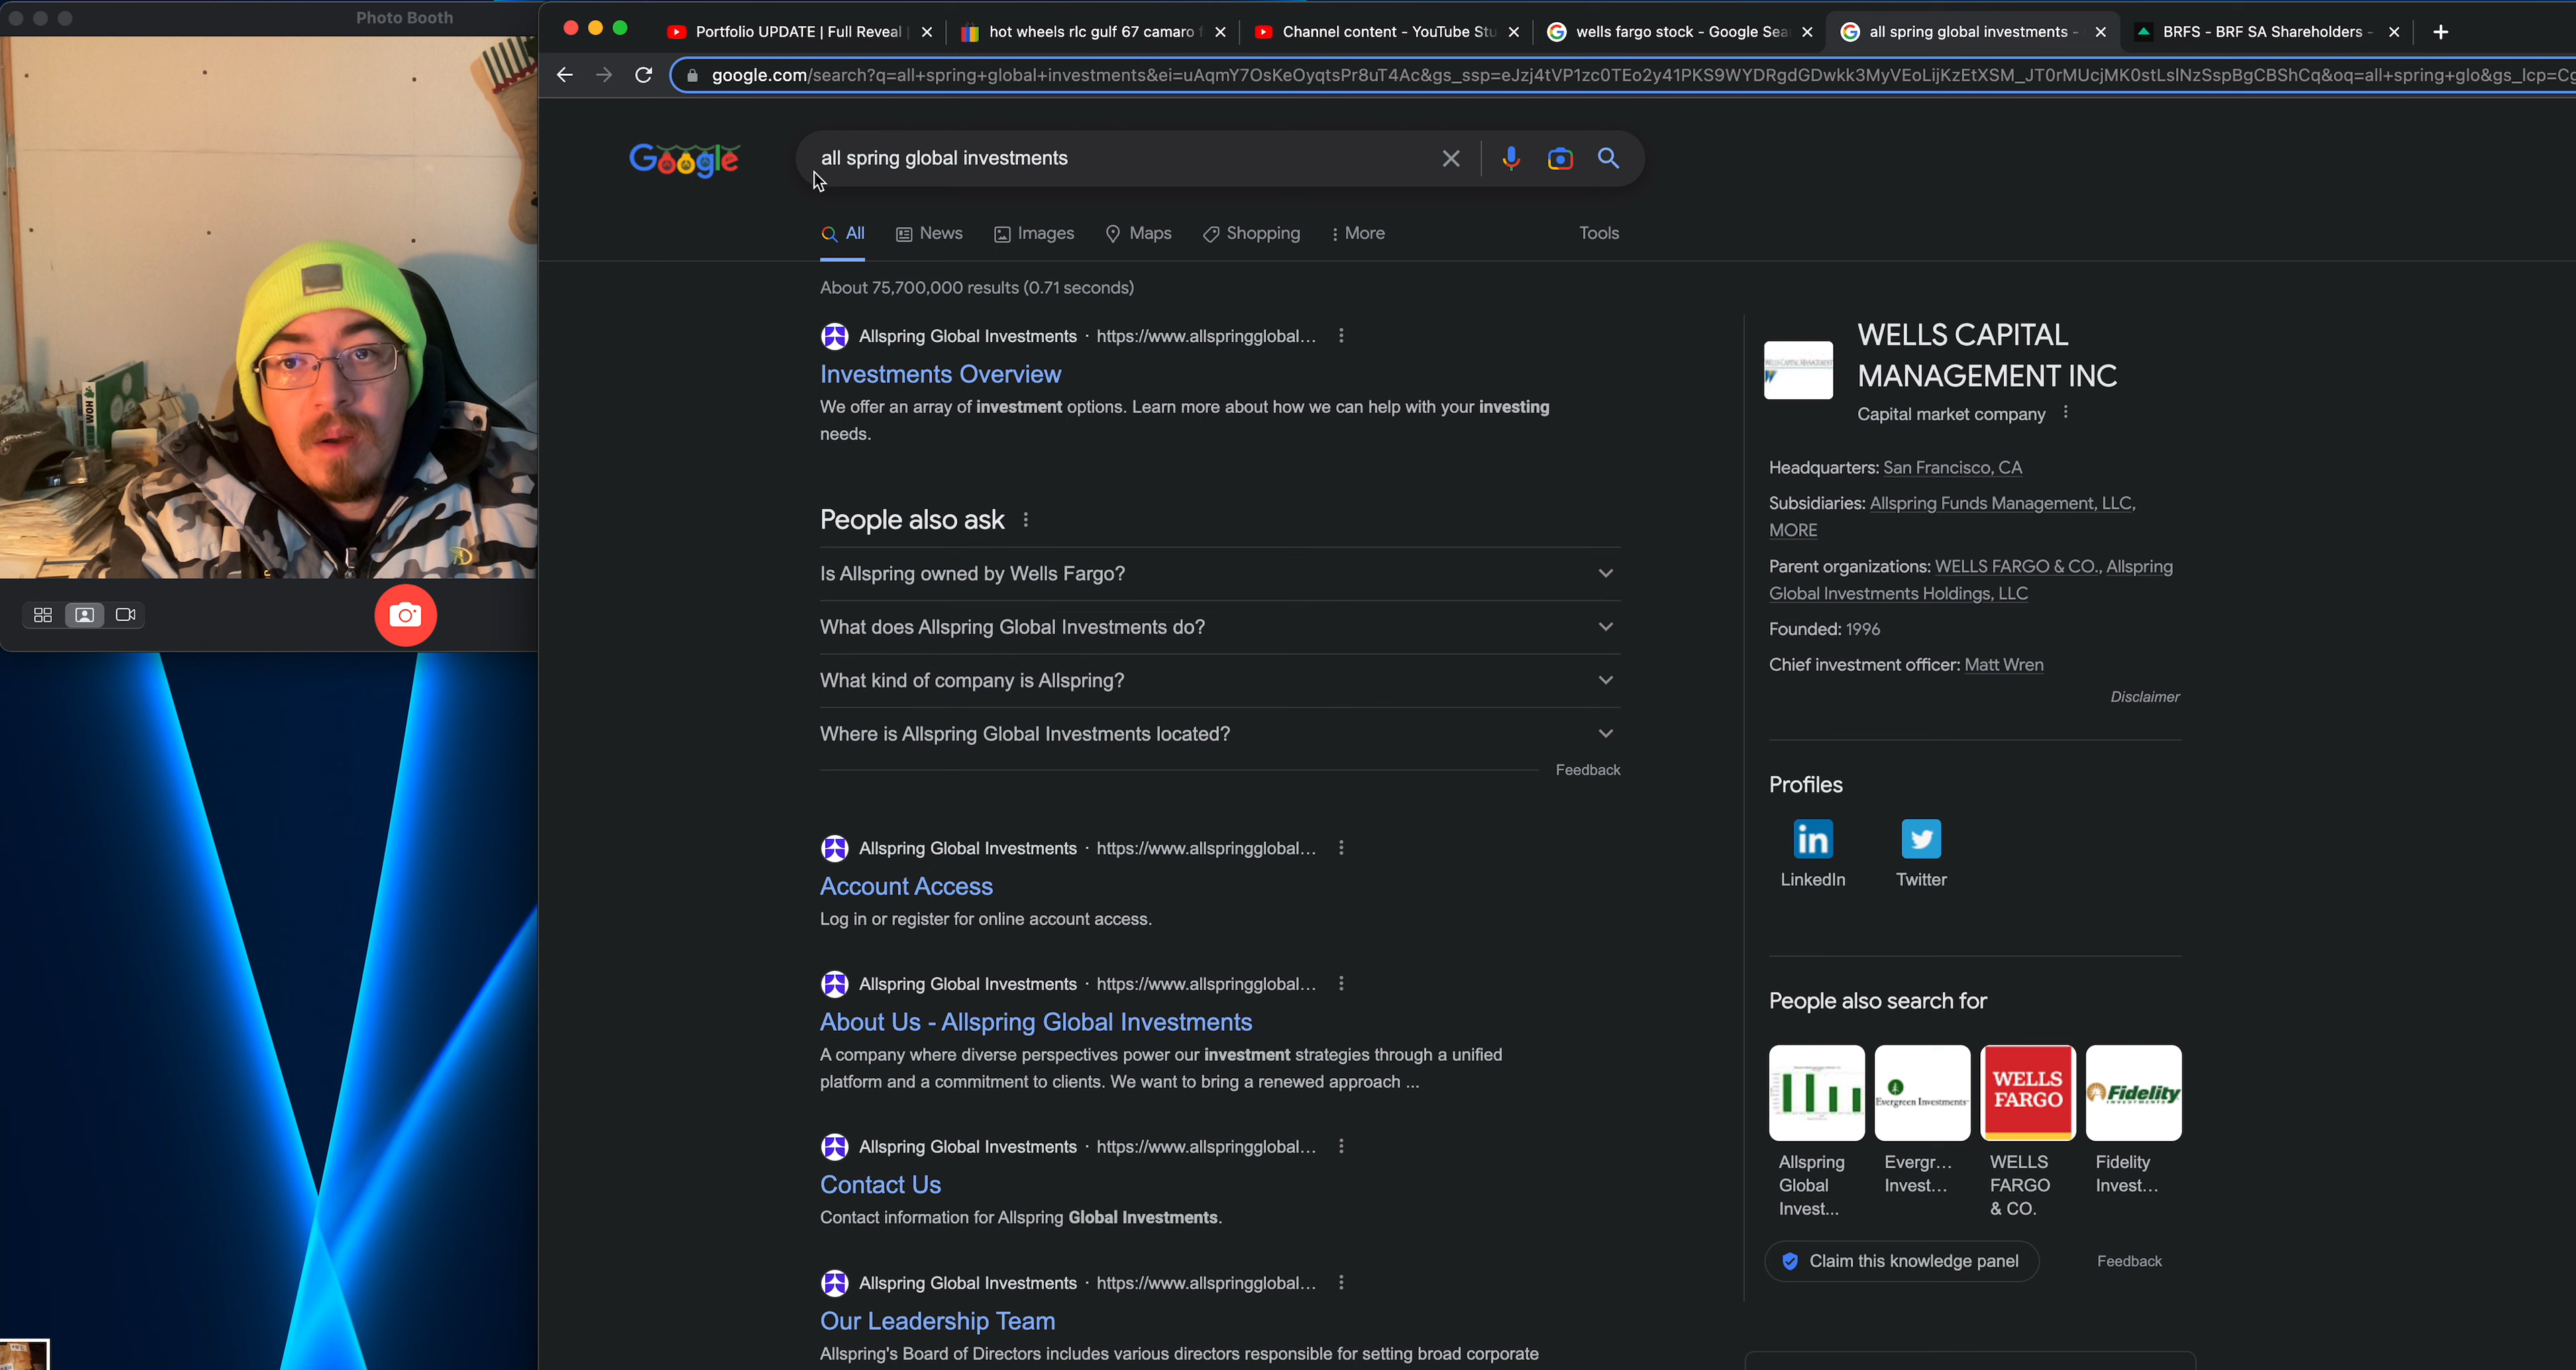 Photo Booth
Portfolio UPDATE | Full Reveal |
hot wheels rlc gulf 67 camaro f
Channel content - YouTube Stu
wells fargo stock - Google Sea
all spring global investments -
BRFS - BRF SA Shareholders -
google.com/search?q=all+spring+global+investments&ei=uAqmY7OsKeOyqtsPr8uT4Ac&gs_ssp=eJzj4tVP1zc0TEo2y41PKS9WYDRgdGDwkk3MyVEoLijKzEtXSM_JT0rMUcjMK0stLslNzSspBgCBShCq&oq=all+spring+glo&gs_lcp=Cg
Google
all spring global investments
All
News
Images
Maps
Shopping
More
Tools
About 75,700,000 results (0.71 seconds)
Allspring Global Investments · https://www.allspringglobal...
Investments Overview
We offer an array of investment options. Learn more about how we can help with your investing
needs.
People also ask
Is Allspring owned by Wells Fargo?
What does Allspring Global Investments do?
What kind of company is Allspring?
Where is Allspring Global Investments located?
Feedback
Allspring Global Investments · https://www.allspringglobal...
Account Access
Log in or register for online account access.
Allspring Global Investments · https://www.allspringglobal...
About Us - Allspring Global Investments
A company where diverse perspectives power our investment strategies through a unified
platform and a commitment to clients. We want to bring a renewed approach ...
Allspring Global Investments · https://www.allspringglobal...
Contact Us
Contact information for Allspring Global Investments.
Allspring Global Investments · https://www.allspringglobal...
Our Leadership Team
Allspring's Board of Directors includes various directors responsible for setting broad corporate
WELLS CAPITAL
MANAGEMENT INC
Capital market company
Headquarters: San Francisco, CA
Subsidiaries: Allspring Funds Management, LLC,
MORE
Parent organizations: WELLS FARGO & CO., Allspring
Global Investments Holdings, LLC
Founded: 1996
Chief investment officer: Matt Wren
Disclaimer
Profiles
LinkedIn
Twitter
People also search for
Evergreen Investments
WELLS
FARGO
Fidelity
INVESTMENTS
Allspring
Global
Invest...
Evergr...
Invest...
WELLS
FARGO
& CO.
Fidelity
Invest...
Claim this knowledge panel
Feedback